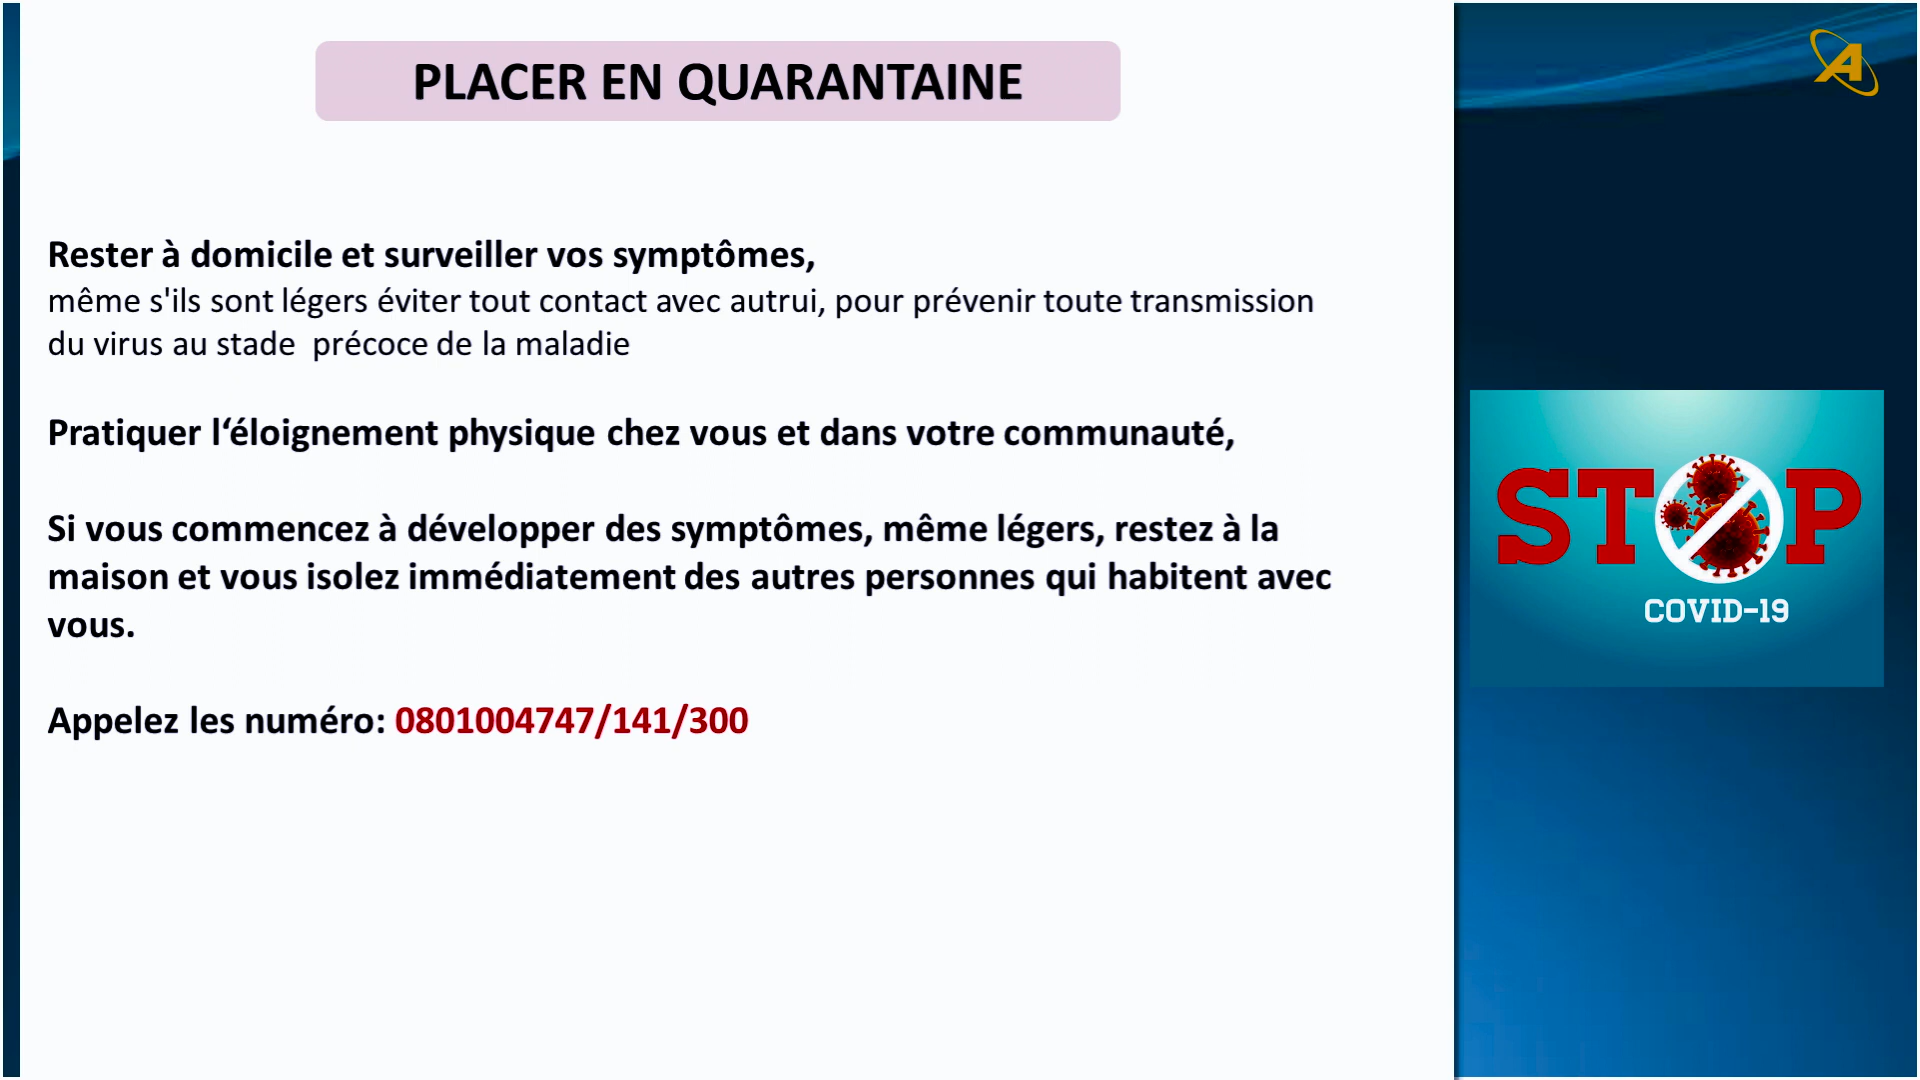 PLACER EN QUARANTAINE
Rester à domicile et surveiller vos symptômes,
même s'ils sont légers éviter tout contact avec autrui, pour prévenir toute transmission
du virus au stade  précoce de la maladie
Pratiquer l‘éloignement physique chez vous et dans votre communauté,
Si vous commencez à développer des symptômes, même légers, restez à la
maison et vous isolez immédiatement des autres personnes qui habitent avec
vous.
Appelez les numéro: 0801004747/141/300
A
STOP
COVID-19